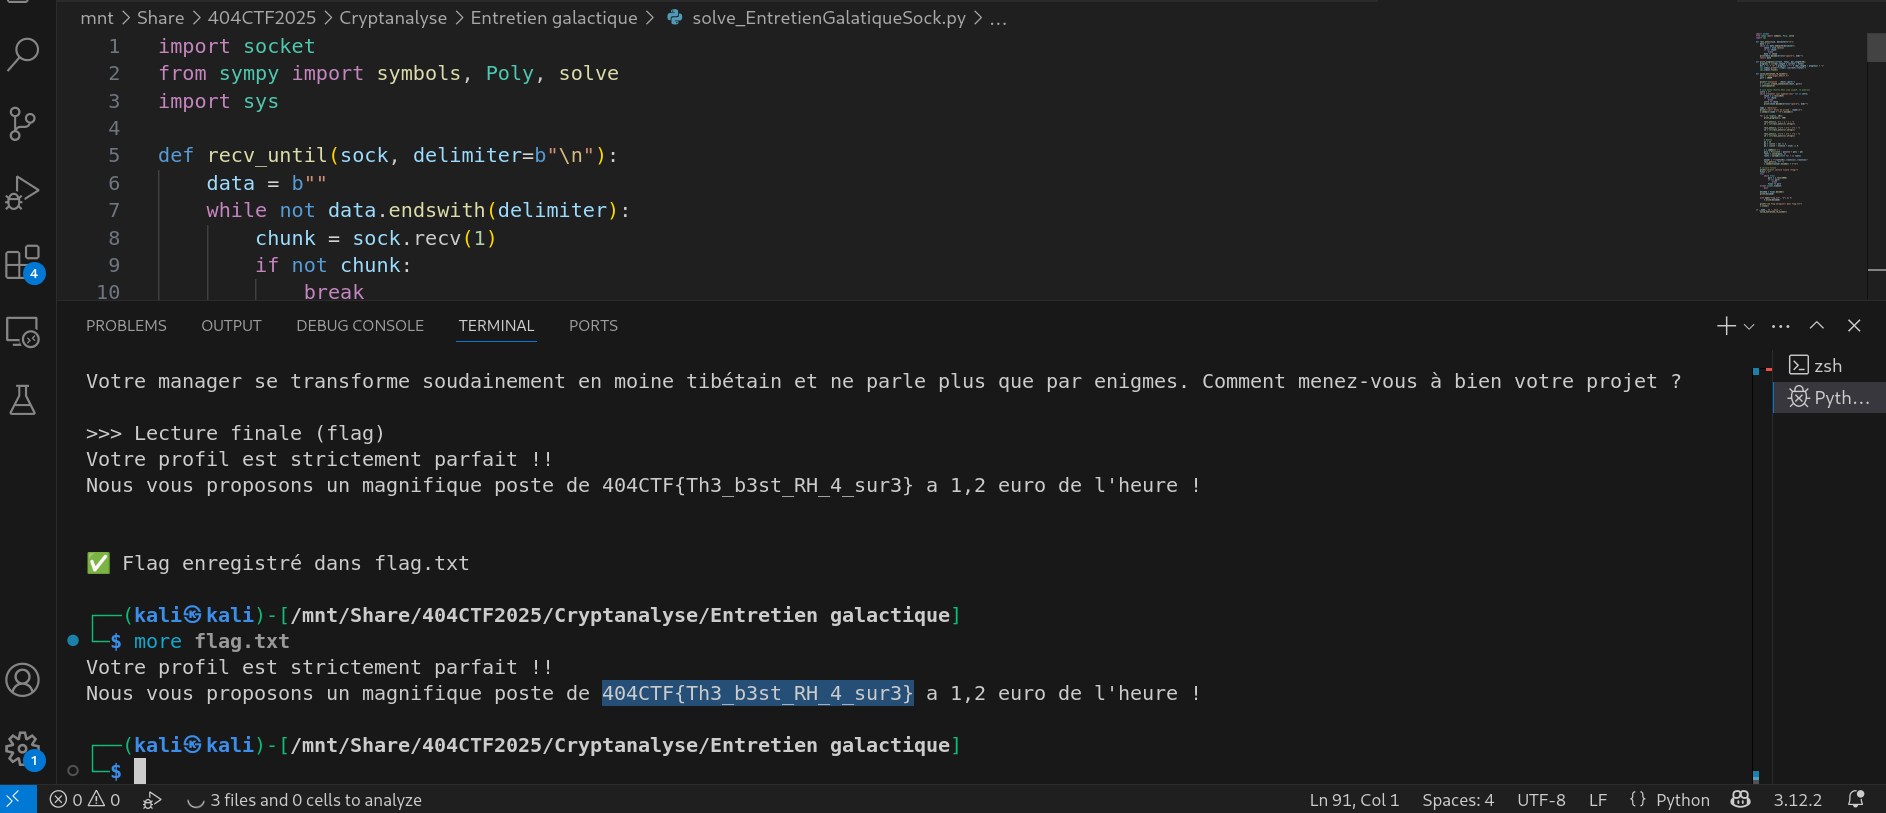 mnt > Share > 404CTF2025 > Cryptanalyse > Entretien galactique > solve_EntretienGalatiqueSock.py > ...
1 import socket
2 from sympy import symbols, Poly, solve
3 import sys
4
5 def recv_until(sock, delimiter=b"\n"):
6 data = b""
7 while not data.endswith(delimiter):
8 chunk = sock.recv(1)
9 if not chunk:
10 break
4
PROBLEMS OUTPUT DEBUG CONSOLE TERMINAL PORTS
zsh
Pyth...
Votre manager se transforme soudainement en moine tibétain et ne parle plus que par enigmes. Comment menez-vous à bien votre projet ?
>>> Lecture finale (flag)
Votre profil est strictement parfait !!
Nous vous proposons un magnifique poste de 404CTF{Th3_b3st_RH_4_sur3} a 1,2 euro de l'heure !
✅ Flag enregistré dans flag.txt
┌──(kali㉿kali)-[/mnt/Share/404CTF2025/Cryptanalyse/Entretien galactique]
└─$ more flag.txt
Votre profil est strictement parfait !!
Nous vous proposons un magnifique poste de 404CTF{Th3_b3st_RH_4_sur3} a 1,2 euro de l'heure !
┌──(kali㉿kali)-[/mnt/Share/404CTF2025/Cryptanalyse/Entretien galactique]
└─$
1
0 0 3 files and 0 cells to analyze Ln 91, Col 1 Spaces: 4 UTF-8 LF {} Python 3.12.2